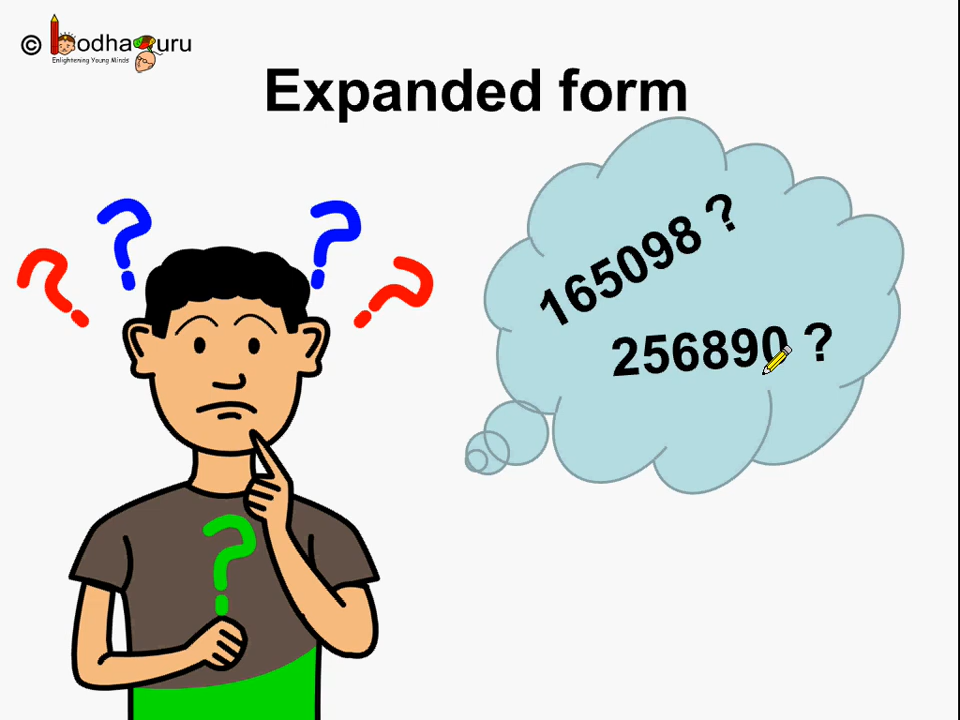 © BodhaGuru
Enlightening Young Minds
Expanded form
165098 ?
256890 ?